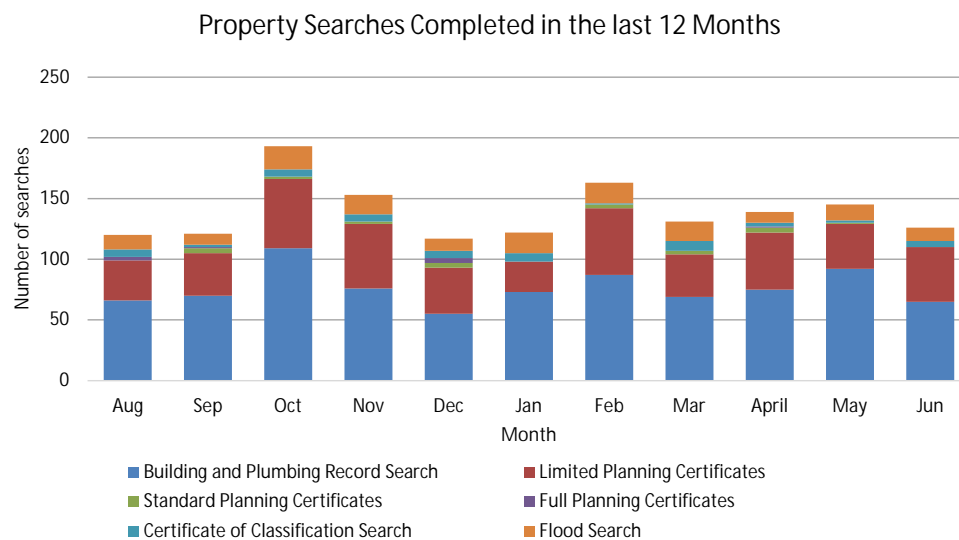 Property Searches Completed in the last 12 Months
250
200
150
100
50
0
Number of searches
Aug Sep Oct Nov Dec Jan Feb Mar April May Jun
Month
Building and Plumbing Record Search Limited Planning Certificates
Standard Planning Certificates Full Planning Certificates
Certificate of Classification Search Flood Search